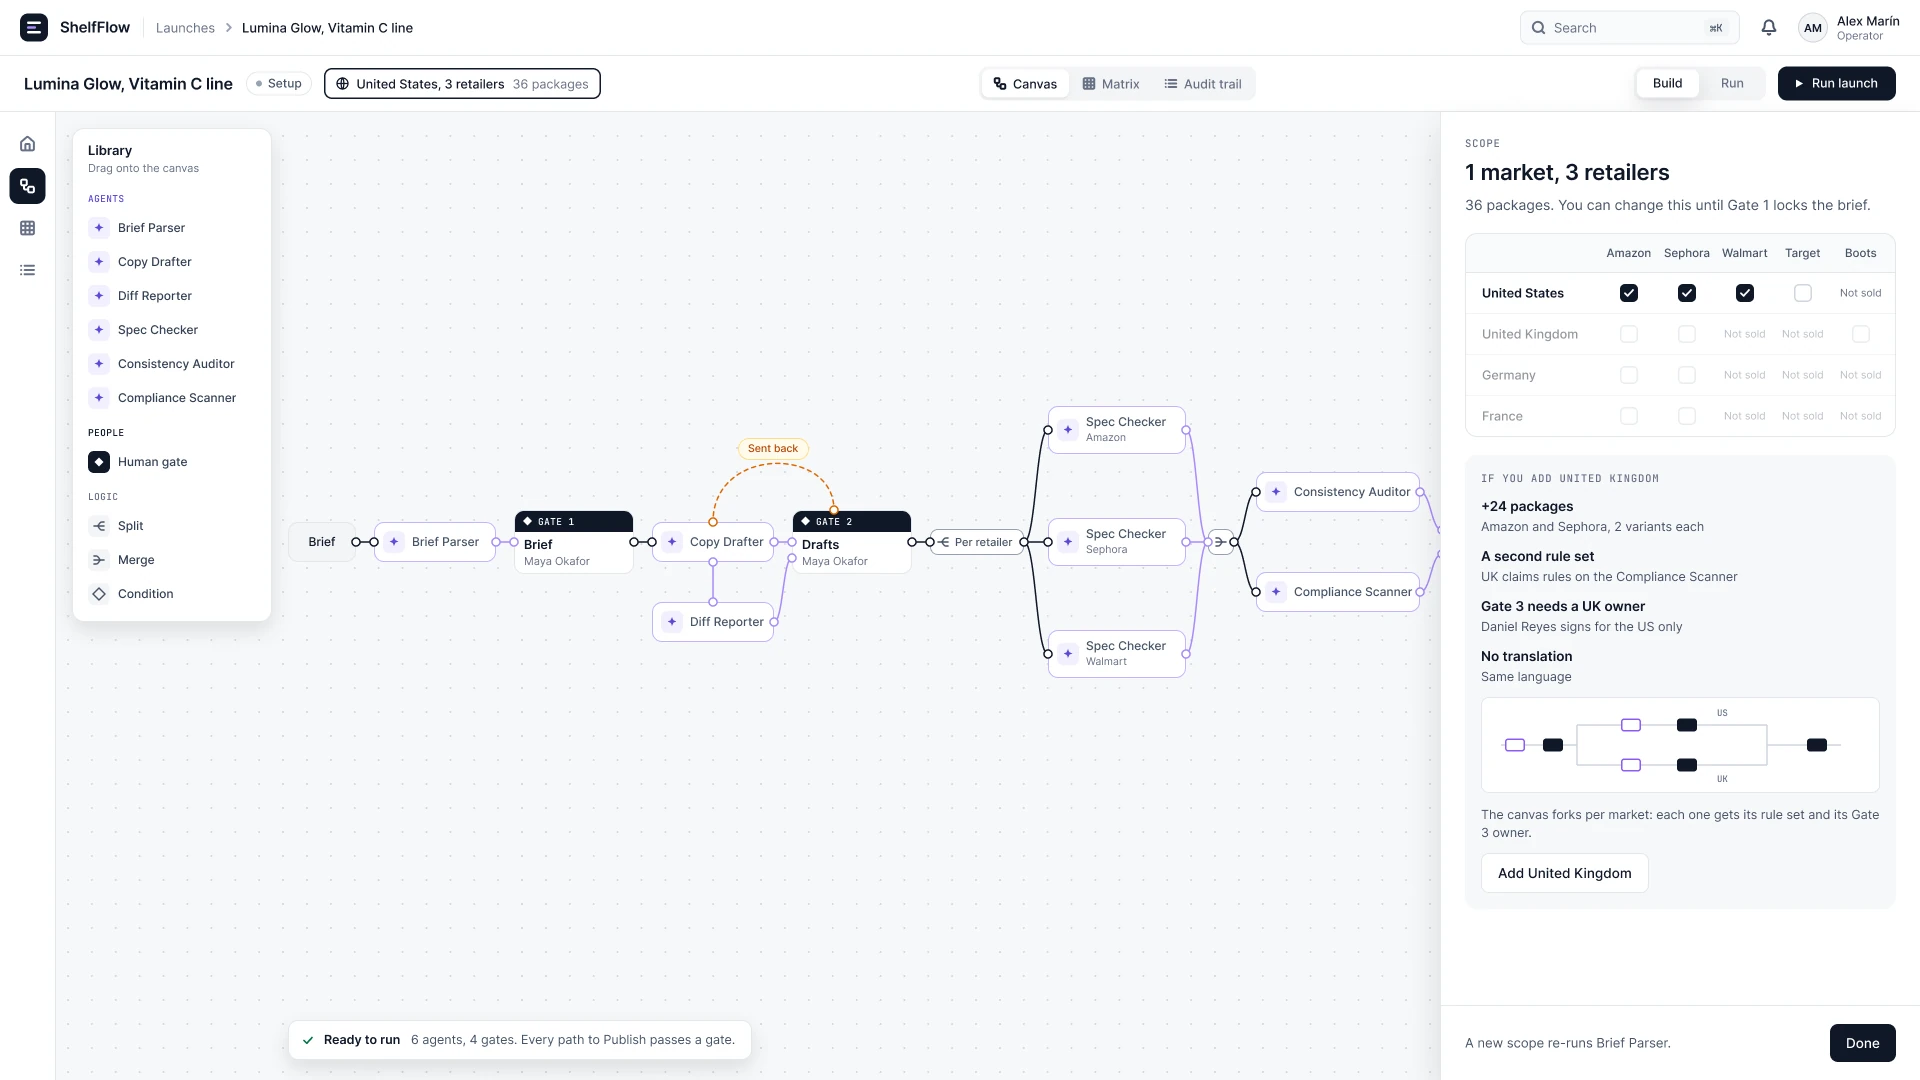 ShelfFlow
Launches
Lumina Glow, Vitamin C line
Search
⌘K
AM
Alex Marín
Operator
Lumina Glow, Vitamin C line
Setup
United States, 3 retailers 36 packages
Canvas
Matrix
Audit trail
Build
Run
Run launch
Library
Drag onto the canvas
AGENTS
Brief Parser
Copy Drafter
Diff Reporter
Spec Checker
Consistency Auditor
Compliance Scanner
PEOPLE
Human gate
LOGIC
Split
Merge
Condition
Brief
Brief Parser
GATE 1
Brief
Maya Okafor
Sent back
Copy Drafter
Diff Reporter
GATE 2
Drafts
Maya Okafor
Per retailer
Spec Checker
Amazon
Spec Checker
Sephora
Spec Checker
Walmart
Consistency Auditor
Compliance Scanner
Ready to run 6 agents, 4 gates. Every path to Publish passes a gate.
SCOPE
1 market, 3 retailers
36 packages. You can change this until Gate 1 locks the brief.
Amazon Sephora Walmart Target Boots
United States Not sold
United Kingdom Not sold Not sold
Germany Not sold Not sold Not sold
France Not sold Not sold Not sold
IF YOU ADD UNITED KINGDOM
+24 packages
Amazon and Sephora, 2 variants each
A second rule set
UK claims rules on the Compliance Scanner
Gate 3 needs a UK owner
Daniel Reyes signs for the US only
No translation
Same language
US
UK
The canvas forks per market: each one gets its rule set and its Gate
3 owner.
Add United Kingdom
A new scope re-runs Brief Parser.
Done